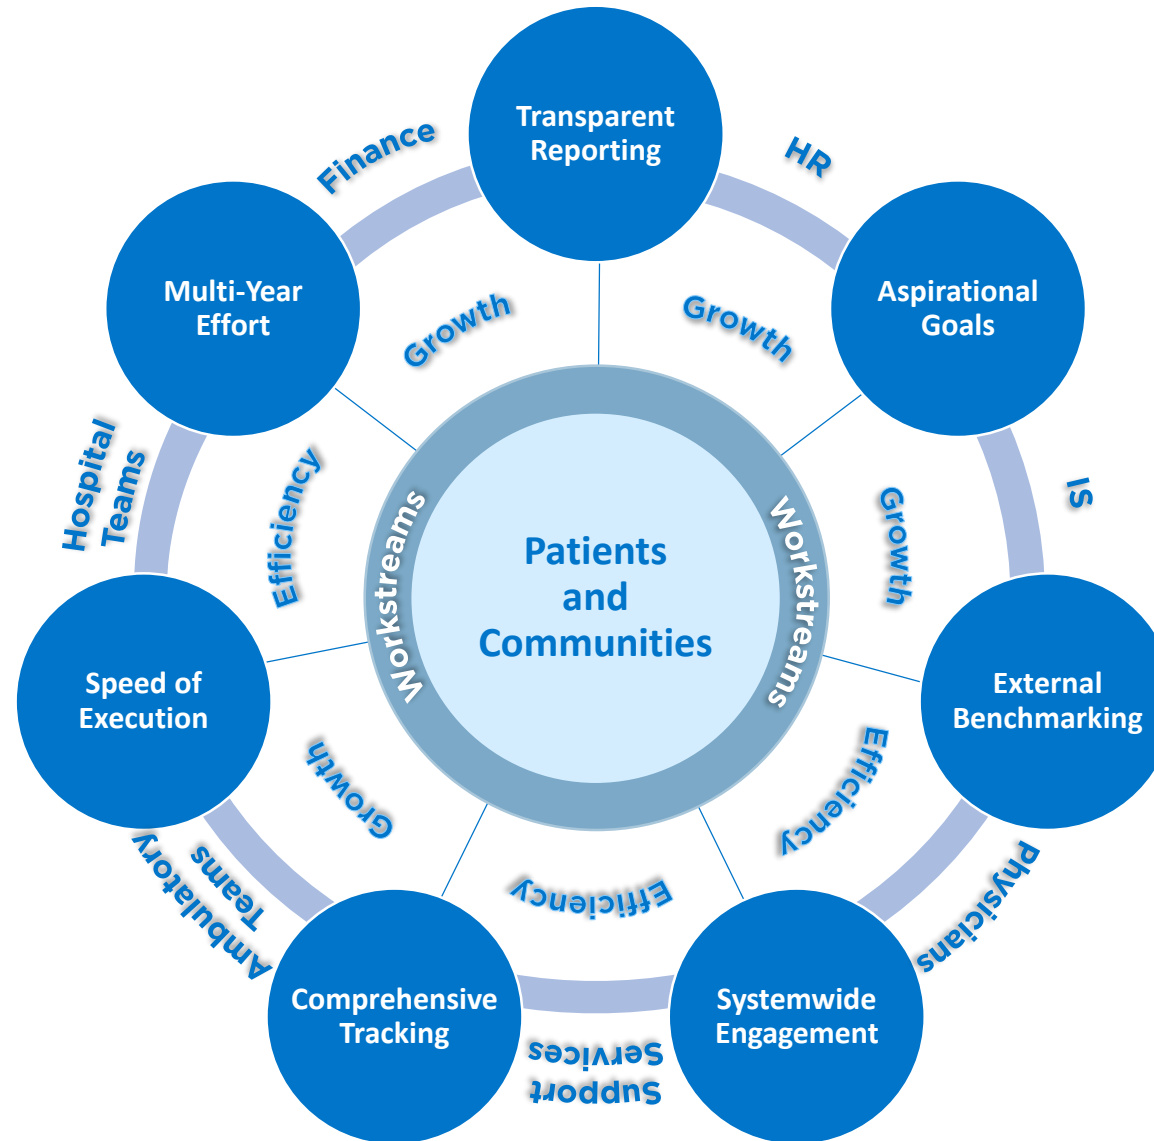 Transparent
Reporting
HR
Aspirational
Goals
IS
External
Benchmarking
Physicians
Systemwide
Engagement
Support
Services
Comprehensive
Tracking
Ambulatory
Teams
Speed of
Execution
Hospital
Teams
Multi-Year
Effort
Finance
Growth
Growth
Growth
Efficiency
Efficiency
Growth
Efficiency
Workstreams
Workstreams
Patients
and
Communities